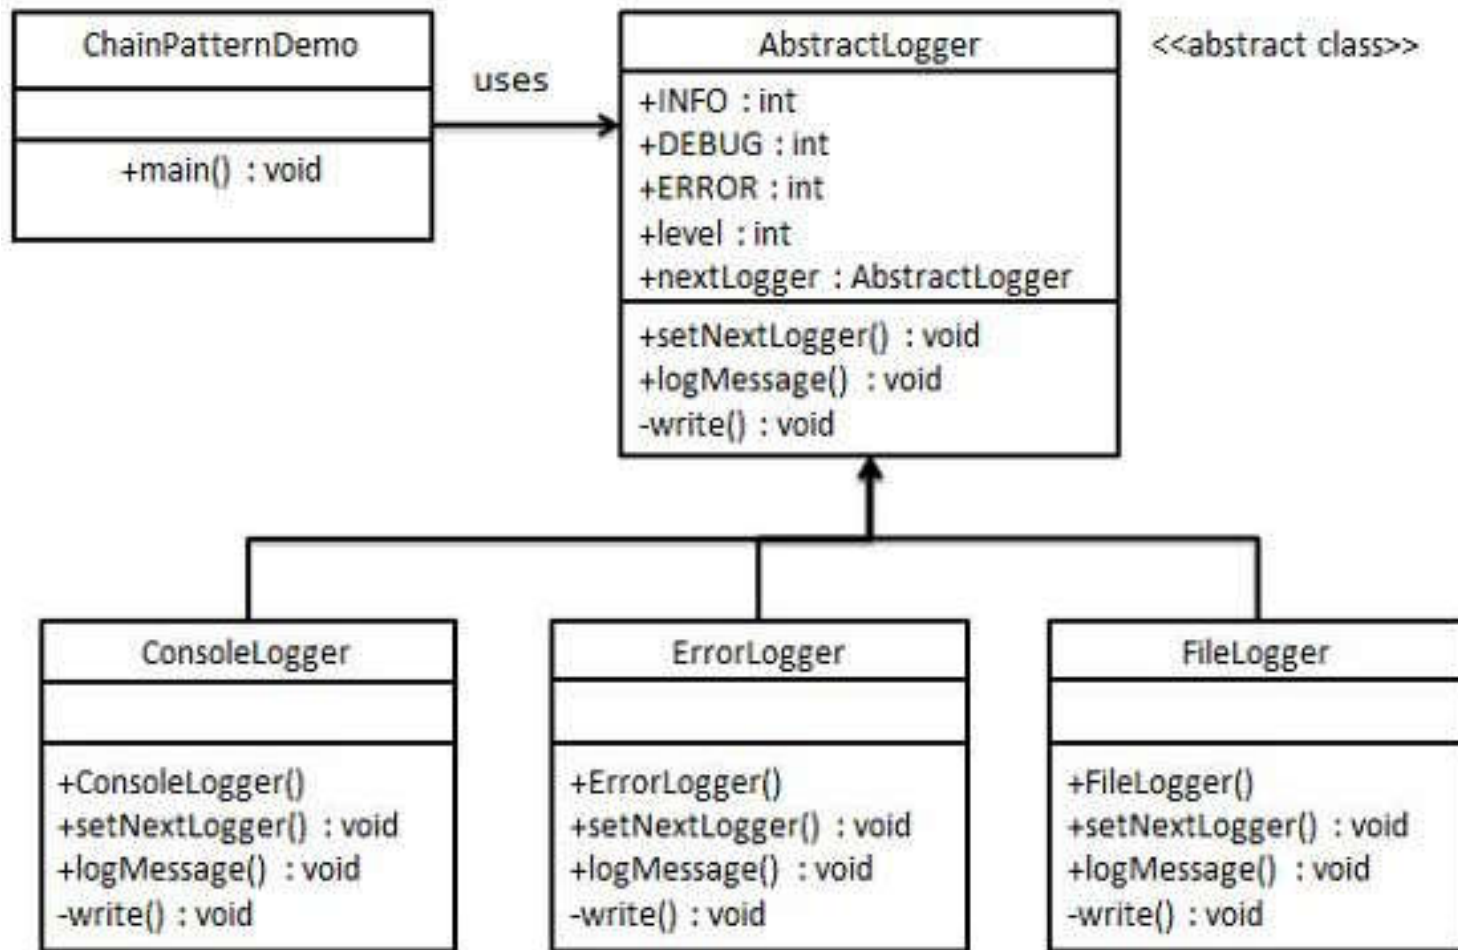 ChainPatternDemo
+main() : void
uses
AbstractLogger
<<abstract class>>
+INFO : int
+DEBUG : int
+ERROR : int
+level : int
+nextLogger : AbstractLogger
+setNextLogger() : void
+logMessage() : void
-write() : void
ConsoleLogger
+ConsoleLogger()
+setNextLogger() : void
+logMessage() : void
-write() : void
ErrorLogger
+ErrorLogger()
+setNextLogger() : void
+logMessage() : void
-write() : void
FileLogger
+FileLogger()
+setNextLogger() : void
+logMessage() : void
-write() : void